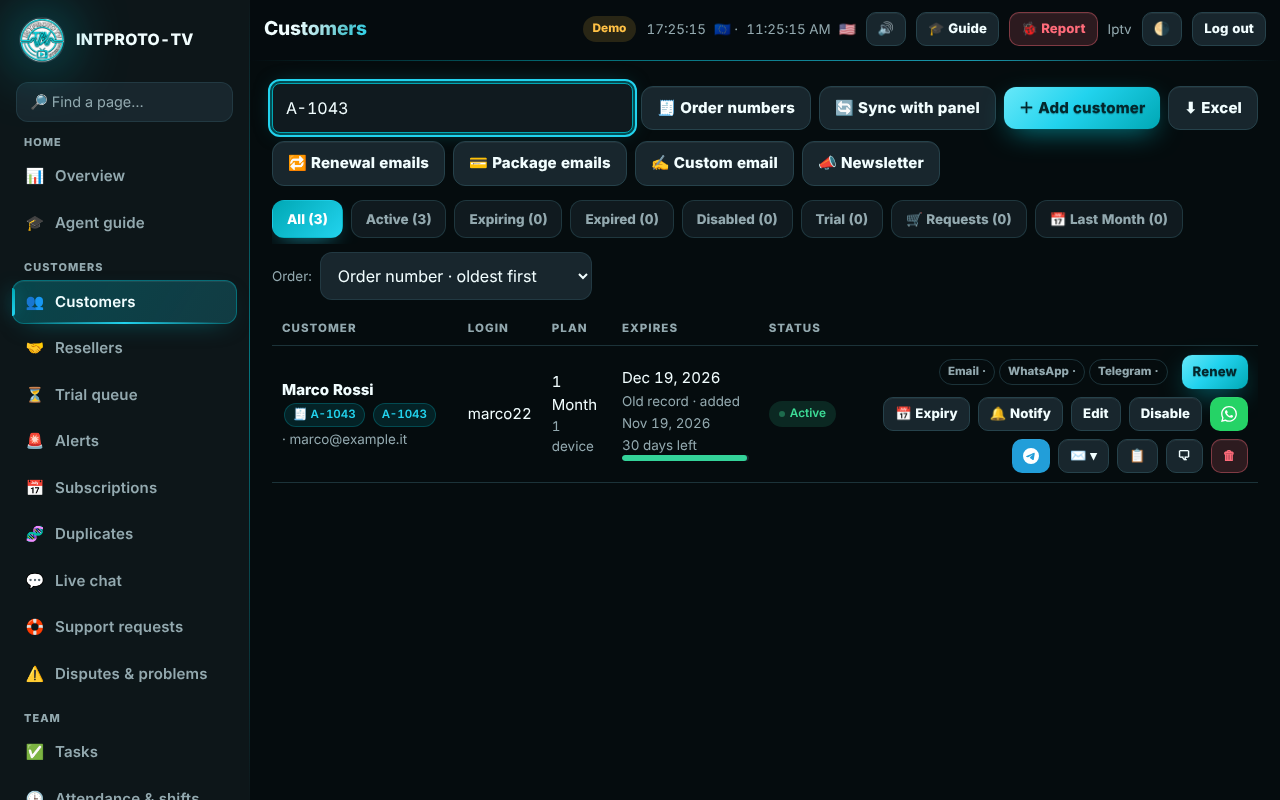 INTPROTO-TV
🔎 Find a page...
HOME
📊 Overview
🎓 Agent guide
CUSTOMERS
👥 Customers
🤝 Resellers
⏳ Trial queue
🚨 Alerts
📅 Subscriptions
🧬 Duplicates
💬 Live chat
🛟 Support requests
⚠️ Disputes & problems
TEAM
✅ Tasks
🕒 Attendance & shifts
Customers
Demo 17:25:15 🇪🇺 · 11:25:15 AM 🇺🇸 🔊 🎓 Guide 🐞 Report Iptv 🌗 Log out
A-1043 🧾 Order numbers 🔄 Sync with panel ＋ Add customer ⬇ Excel
🔁 Renewal emails 💳 Package emails ✍️ Custom email 📣 Newsletter
All (3) Active (3) Expiring (0) Expired (0) Disabled (0) Trial (0) 🛒 Requests (0) 📅 Last Month (0)
Order: Order number · oldest first
CUSTOMER LOGIN PLAN EXPIRES STATUS
Marco Rossi
🧾 A-1043 A-1043
· marco@example.it
marco22
1
Month
1
device
Dec 19, 2026
Old record · added
Nov 19, 2026
30 days left
Active
Email · WhatsApp · Telegram · Renew
📅 Expiry 🔔 Notify Edit Disable
✉️ ▾ 📋 🗨 🗑